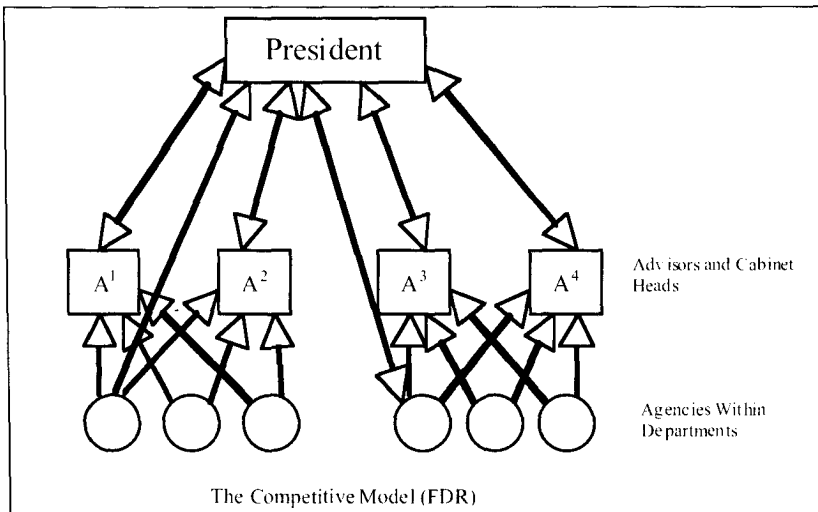 President
A¹ A² A³ A⁴
Advisors and Cabinet
Heads
Agencies Within
Departments
The Competitive Model (FDR)